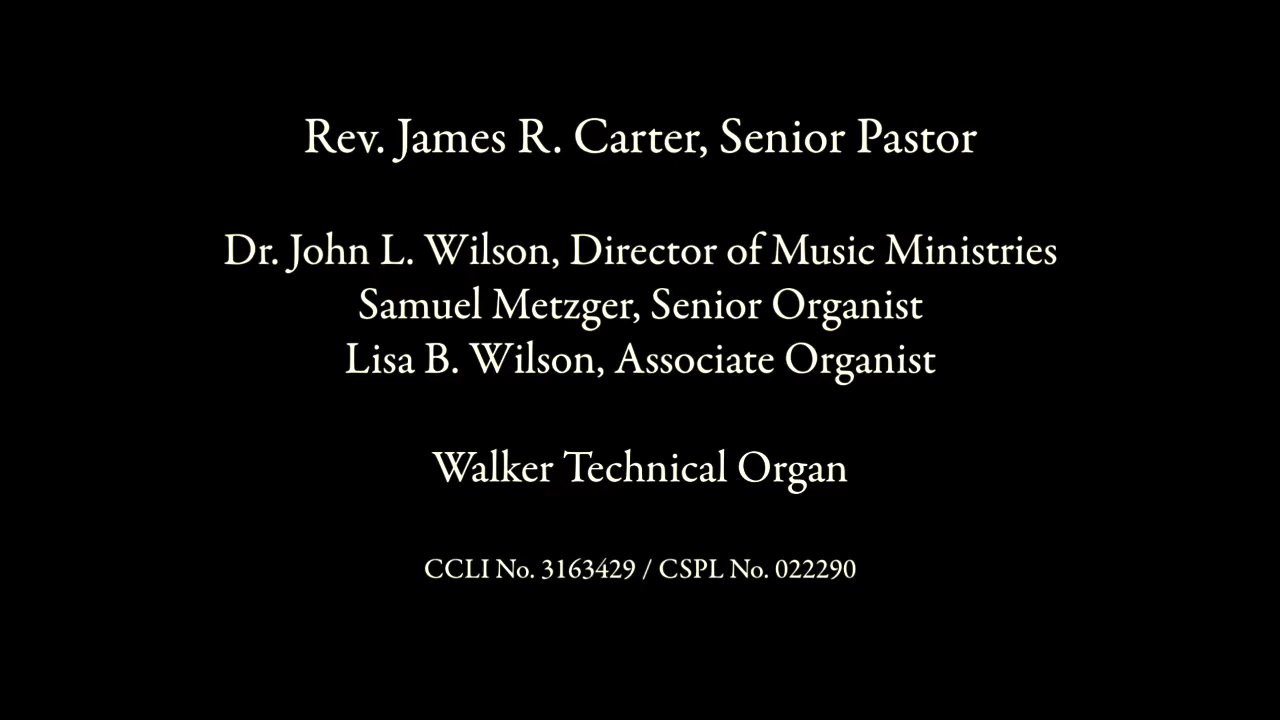 Rev. James R. Carter, Senior Pastor
Dr. John L. Wilson, Director of Music Ministries
Samuel Metzger, Senior Organist
Lisa B. Wilson, Associate Organist
Walker Technical Organ
CCLI No. 3163429 / CSPL No. 022290